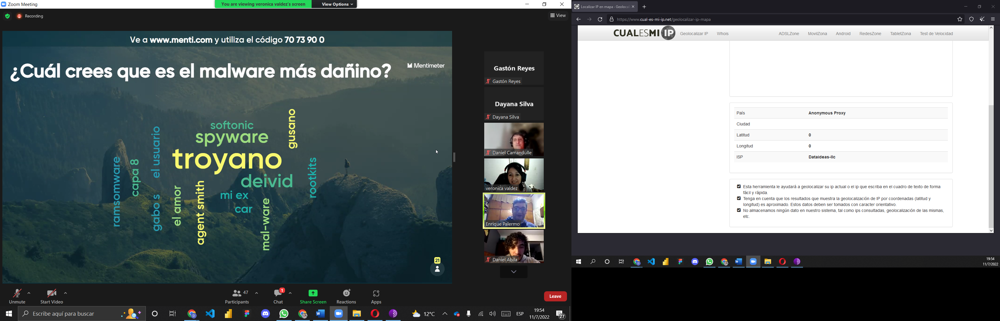 Zoom Meeting
You are viewing veronica valdez's screen
View Options
Recording
View
Ve a www.menti.com y utiliza el código 70 73 90 0
¿Cuál crees que es el malware más dañino?
Mentimeter
softonic
spyware
gusano
el usuario
troyano
ramsomware
capa 8
deivid
rootkits
gabo s
el amor
agent smith
mi ex
car
mal-ware
21
Gastón Reyes
Gastón Reyes
Dayana Silva
Dayana Silva
Daniel Camandulle
veronica valdez
Enrique Palermo
Daniel Abila
Unmute
Start Video
47
Participants
1
Chat
Share Screen
Reactions
Apps
Leave
Escribe aquí para buscar
12°C
ESP
19:54
11/7/2022
27
Localizar IP en mapa - Geolocali
https://www.cual-es-mi-ip.net/geolocalizar-ip-mapa
CUALESMI IP
Geolocalizar IP
Whois
ADSLZone
MovilZona
Android
RedesZone
TabletZona
Test de Velocidad
País Anonymous Proxy
Ciudad
Latitud 0
Longitud 0
ISP Dataideas-llc
Esta herramienta le ayudará a geolocalizar su ip actual o el ip que escriba en el cuadro de texto de forma
fácil y rápida.
Tenga en cuenta que los resultados que muestra la geolocalización de IP por coordenadas (latitud y
longitud) es aproximado. Estos datos deben ser tomados con caracter orientativo.
No almacenamos ningún dato en nuestro sistema, tal como ips consultadas, geolocalización de las mismas,
etc.
19:54
11/7/2022